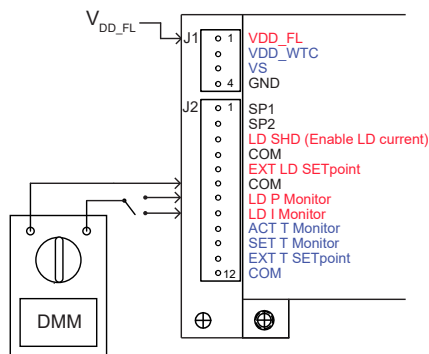 VDD_FL
J1 1 VDD_FL
VDD_WTC
VS
4 GND
J2 1 SP1
SP2
LD SHD (Enable LD current)
COM
EXT LD SETpoint
COM
LD P Monitor
LD I Monitor
ACT T Monitor
SET T Monitor
EXT T SETpoint
12 COM
DMM